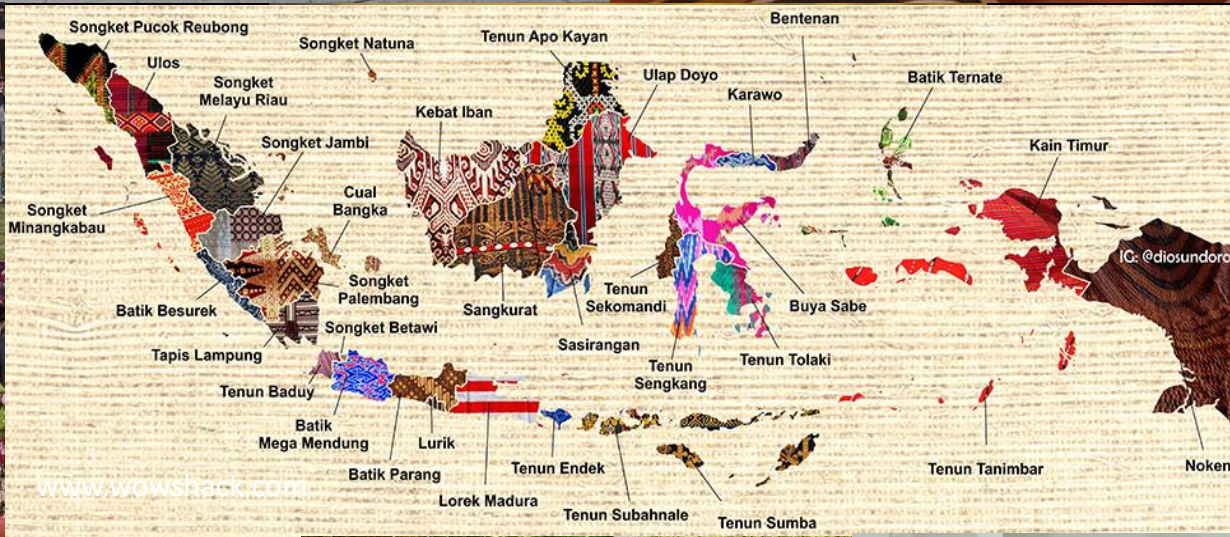 Songket Pucok Reubong
Ulos
Songket
Melayu Riau
Songket Natuna
Songket Jambi
Songket
Minangkabau
Cual
Bangka
Songket
Palembang
Batik Besurek
Tapis Lampung
Songket Betawi
Tenun Baduy
Batik
Mega Mendung
Batik Parang
Lurik
Lorek Madura
Tenun Endek
Tenun Subahnale
Tenun Sumba
Kebat Iban
Tenun Apo Kayan
Ulap Doyo
Sangkurat
Sasirangan
Bentenan
Karawo
Tenun
Sekomandi
Tenun
Sengkang
Tenun Tolaki
Buya Sabe
Batik Ternate
Kain Timur
Tenun Tanimbar
Noken
IG: @diosundoro
www.wowshack.com